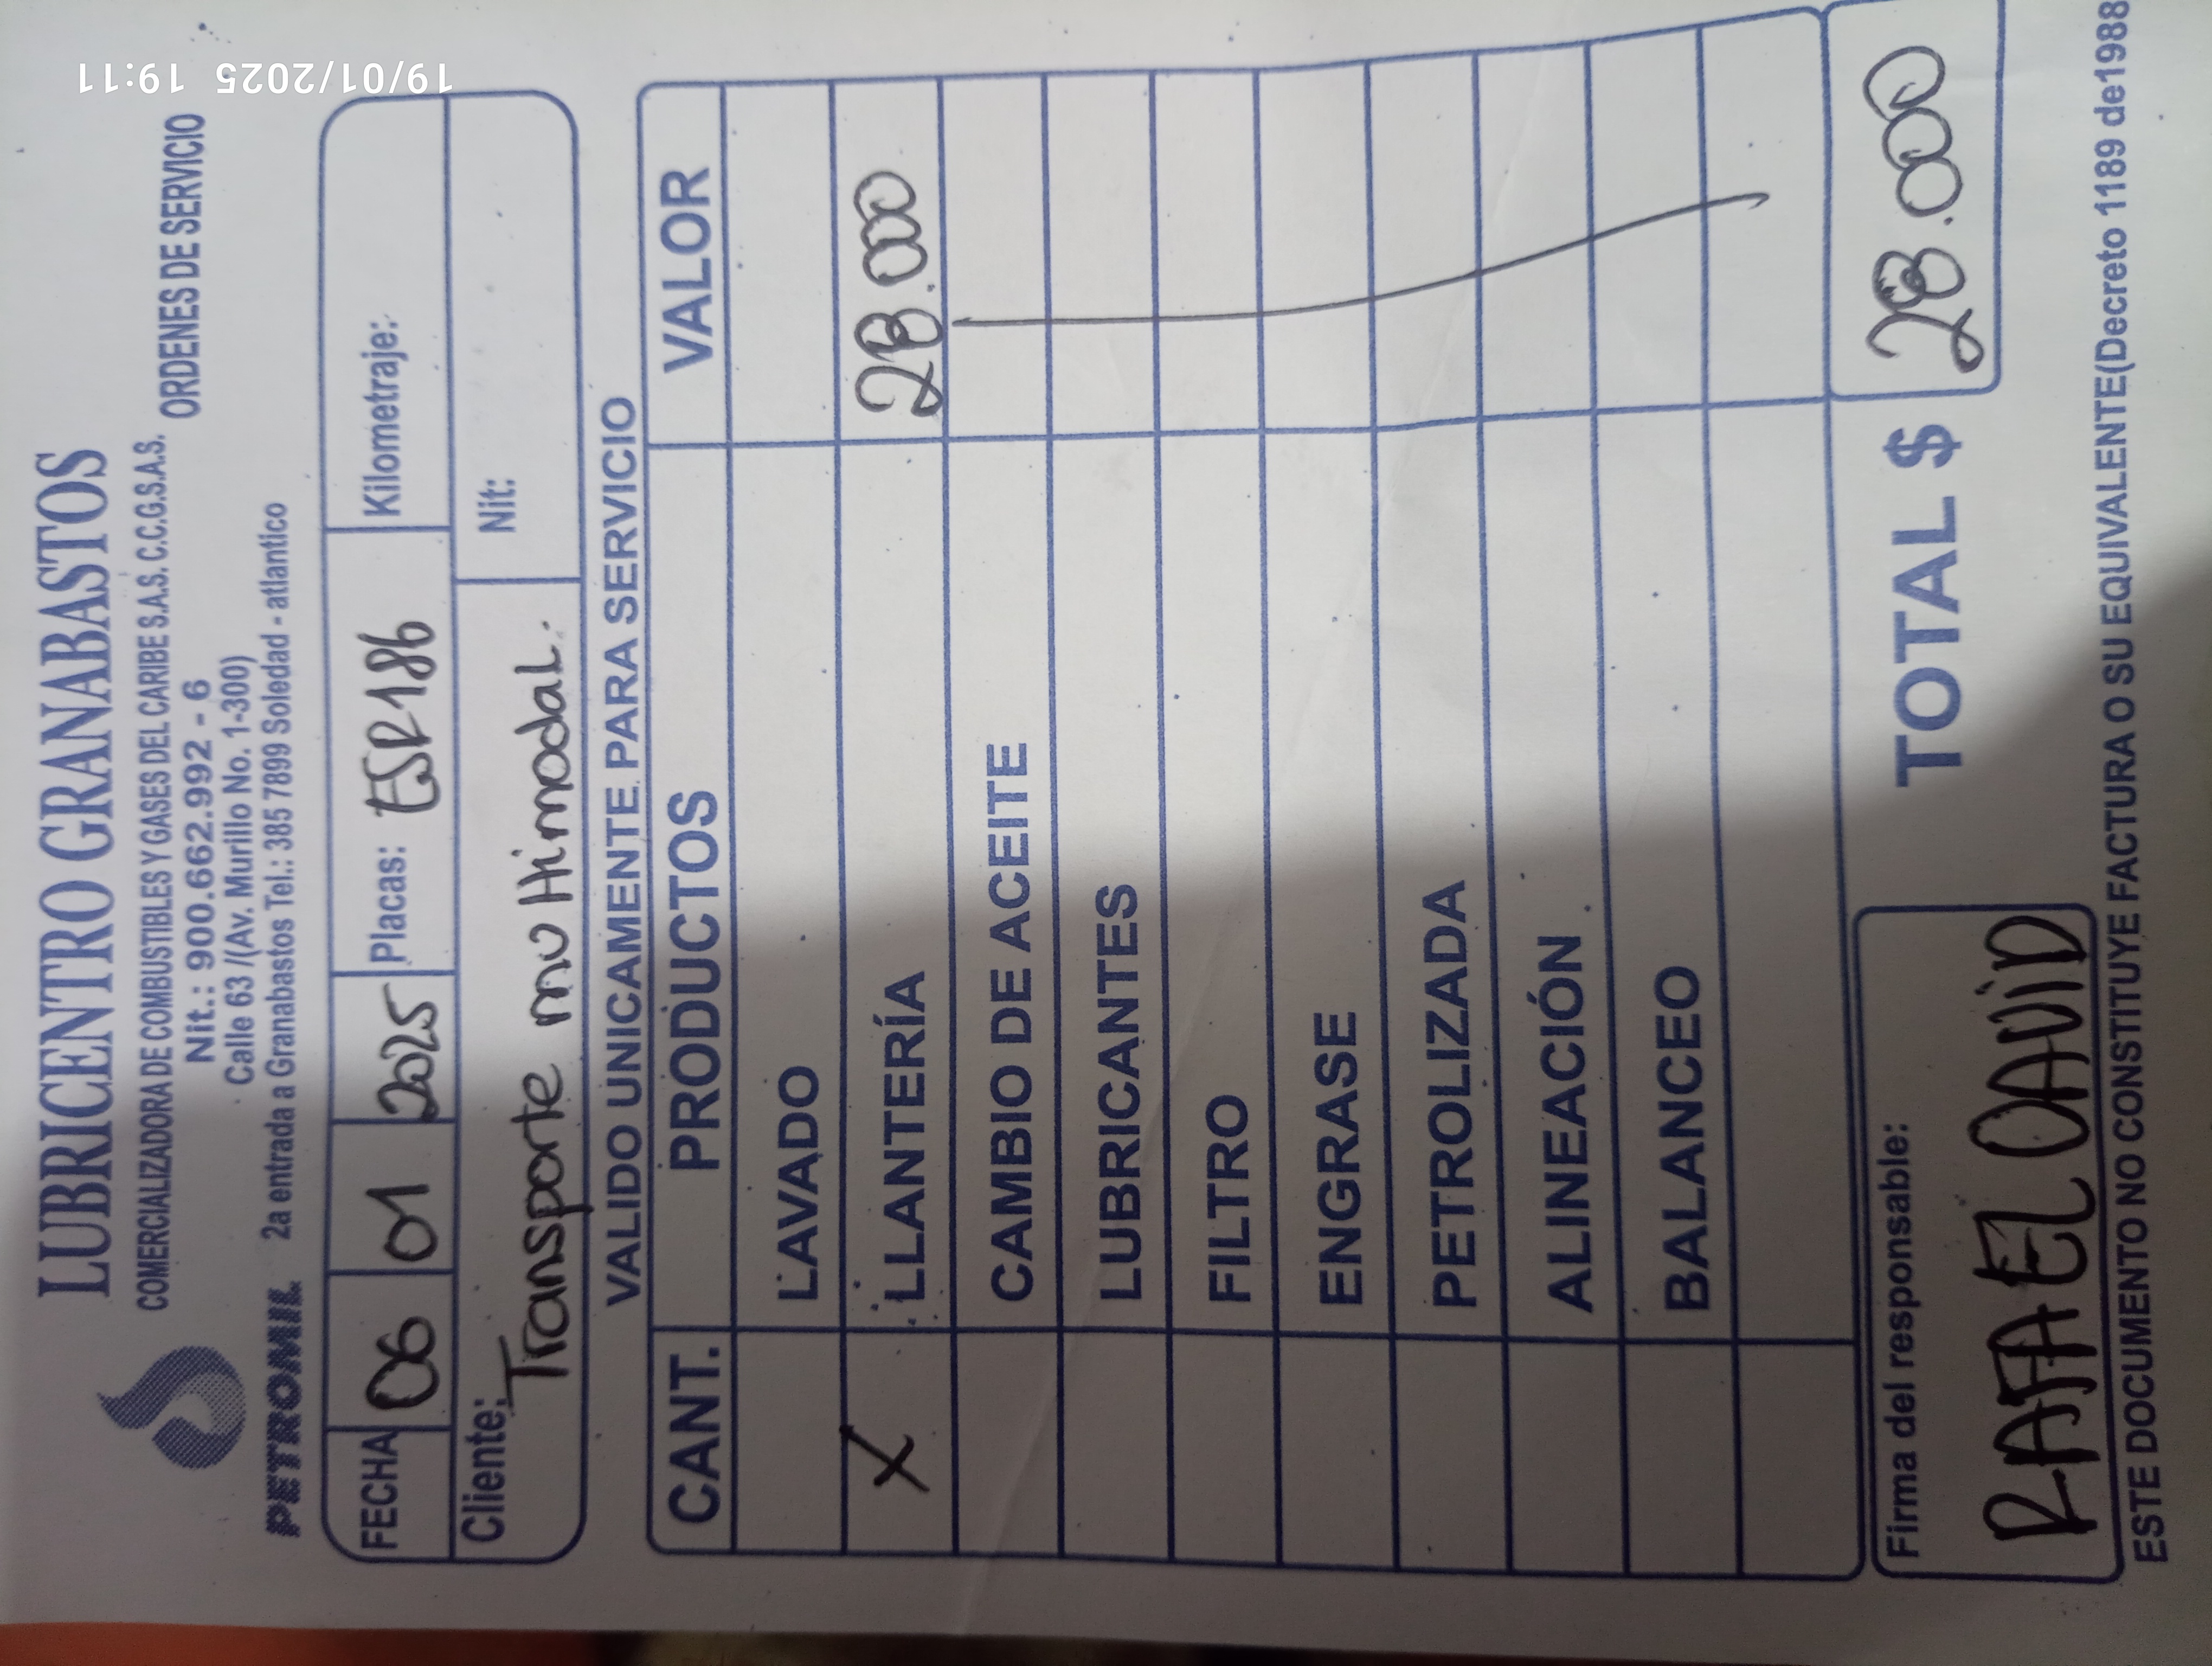 LUBRICENTRO GRANABASTOS
COMERCIALIZADORA DE COMBUSTIBLES Y GASES DEL CARIBE S.A.S. C.C.G.S.A.S.
Nit.: 900.662.992 - 6
ORDENES DE SERVICIO
Calle 63 /(Av. Murillo No. 1-300)
PETROMIL 2a entrada a Granabastos Tel.: 385 7899 Soledad - atlantico
FECHA 06 01 2025 Placas: ESR186 Kilometraje:
Cliente: Transporte multimodal. Nit:
VALIDO UNICAMENTE PARA SERVICIO
CANT. PRODUCTOS VALOR
LAVADO
X LLANTERÍA 28.000
CAMBIO DE ACEITE
LUBRICANTES
FILTRO
ENGRASE
PETROLIZADA
ALINEACIÓN
BALANCEO
Firma del responsable:
RAFAEL DAVID
TOTAL $ 28.000
ESTE DOCUMENTO NO CONSTITUYE FACTURA O SU EQUIVALENTE(Decreto 1189 de1988
19/01/2025 19:11